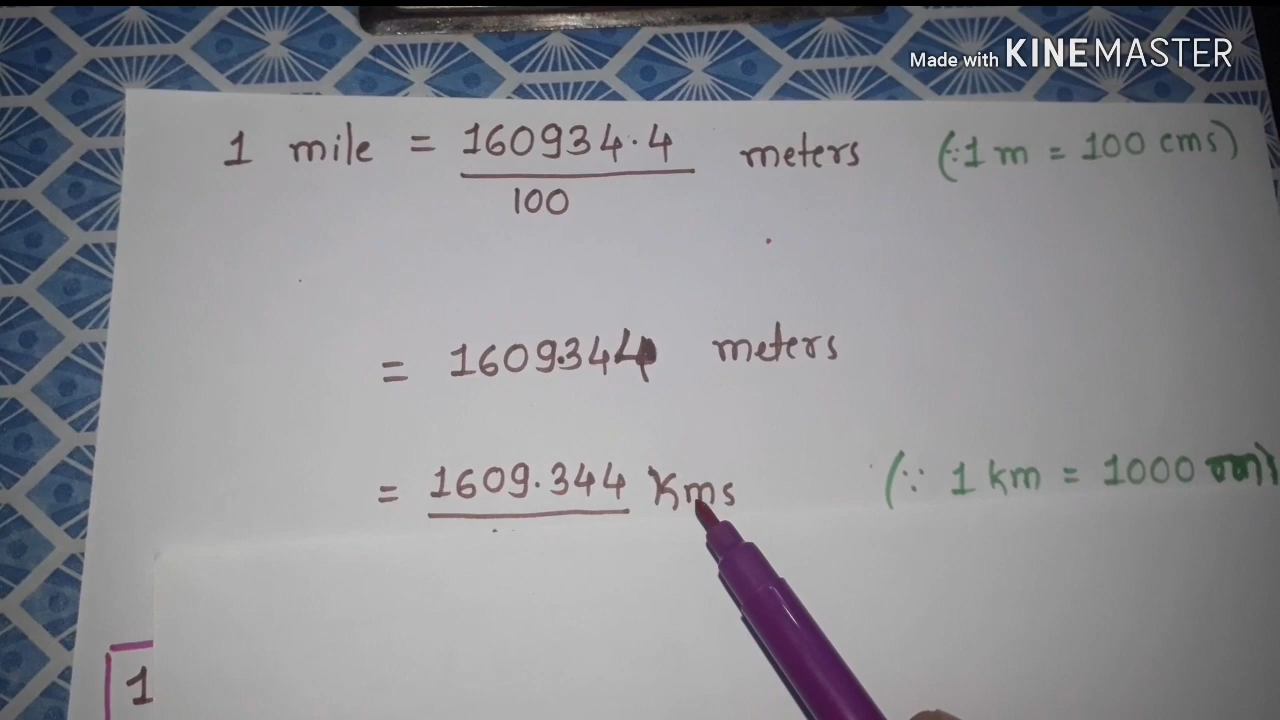 Made with KINEMASTER
1 mile = 160934.4 meters (∵1 m = 100 cms)
100
= 1609.344 meters
= 1609.344 Kms (∵ 1 km = 1000 m)
1